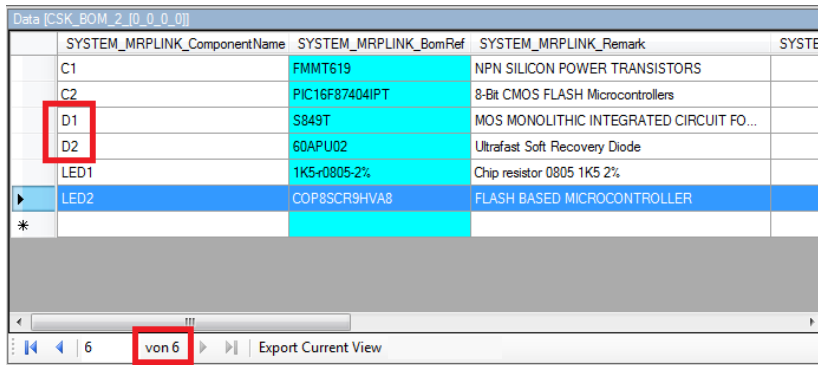 Data [CSK_BOM_2_[0_0_0_0]]
SYSTEM_MRPLINK_ComponentName SYSTEM_MRPLINK_BomRef SYSTEM_MRPLINK_Remark SYSTE
C1 FMMT619 NPN SILICON POWER TRANSISTORS
C2 PIC16F87404IPT 8-Bit CMOS FLASH Microcontrollers
D1 S849T MOS MONOLITHIC INTEGRATED CIRCUIT FO...
D2 60APU02 Ultrafast Soft Recovery Diode
LED1 1K5-r0805-2% Chip resistor 0805 1K5 2%
LED2 COP8SCR9HVA8 FLASH BASED MICROCONTROLLER
6 von 6 Export Current View